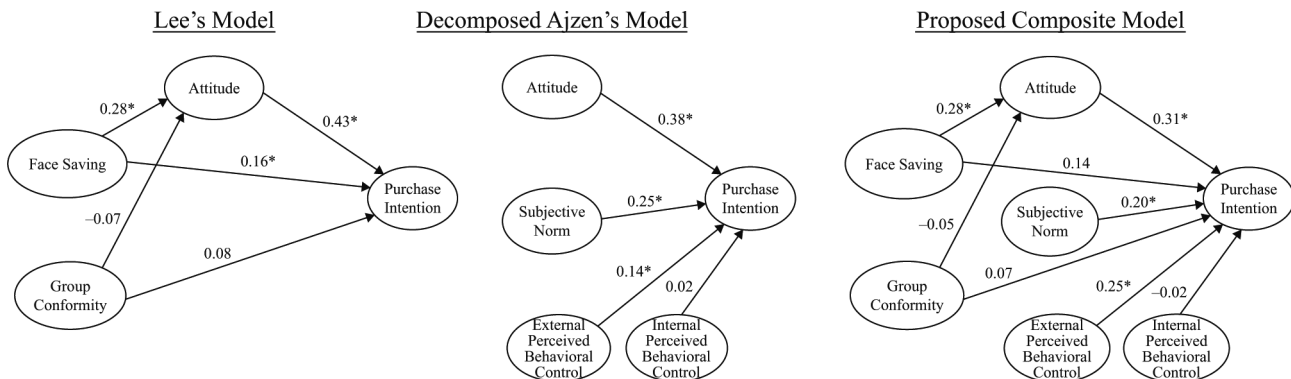 Lee's Model
Attitude
0.28*
0.43*
Face Saving
0.16*
Purchase
Intention
–0.07
0.08
Group
Conformity
Decomposed Ajzen's Model
Attitude
0.38*
Purchase
Intention
Subjective
Norm
0.25*
0.14*
0.02
External
Perceived
Behavioral
Control
Internal
Perceived
Behavioral
Control
Proposed Composite Model
Attitude
0.28*
0.31*
Face Saving
0.14
Purchase
Intention
Subjective
Norm
0.20*
–0.05
0.07
Group
Conformity
0.25*
–0.02
External
Perceived
Behavioral
Control
Internal
Perceived
Behavioral
Control